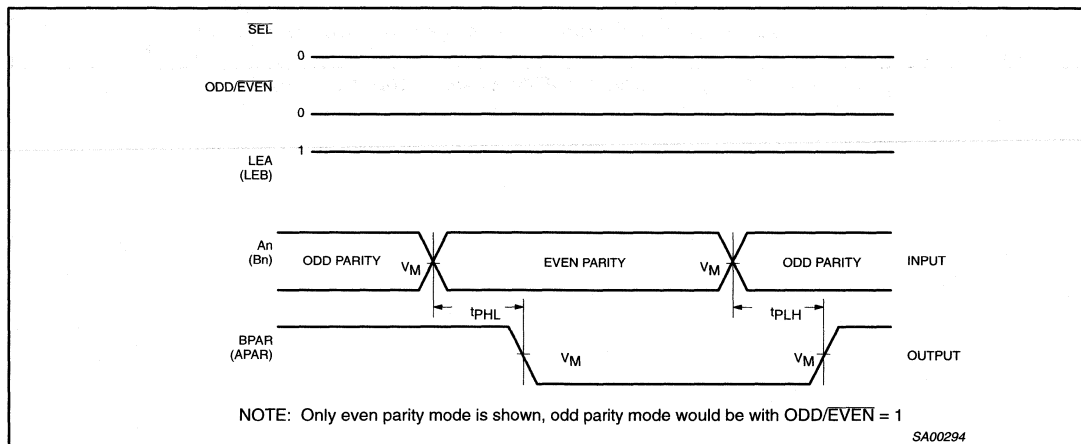 SEL
0
ODD/EVEN
0
1
LEA
(LEB)
An
(Bn)
ODD PARITY
VM
EVEN PARITY
VM
ODD PARITY
INPUT
tPHL
tPLH
BPAR
(APAR)
VM
VM
OUTPUT
NOTE: Only even parity mode is shown, odd parity mode would be with ODD/EVEN = 1
SA00294